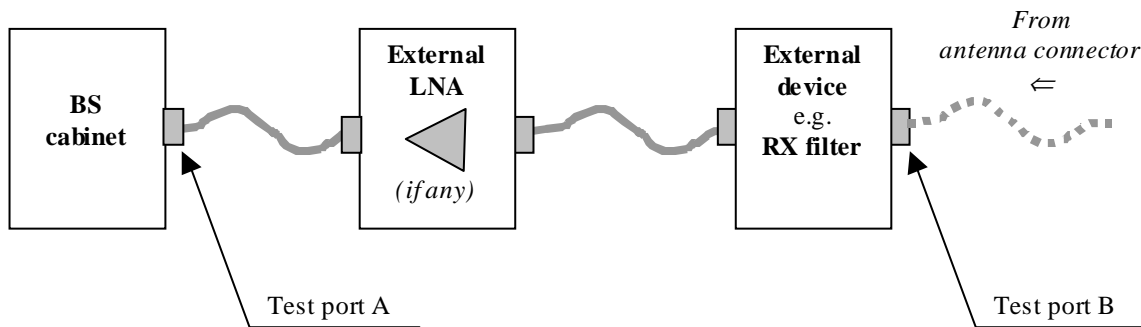 BS
cabinet
External
LNA
(if any)
External
device
e.g.
RX filter
From
antenna connector
⇐
Test port A
Test port B